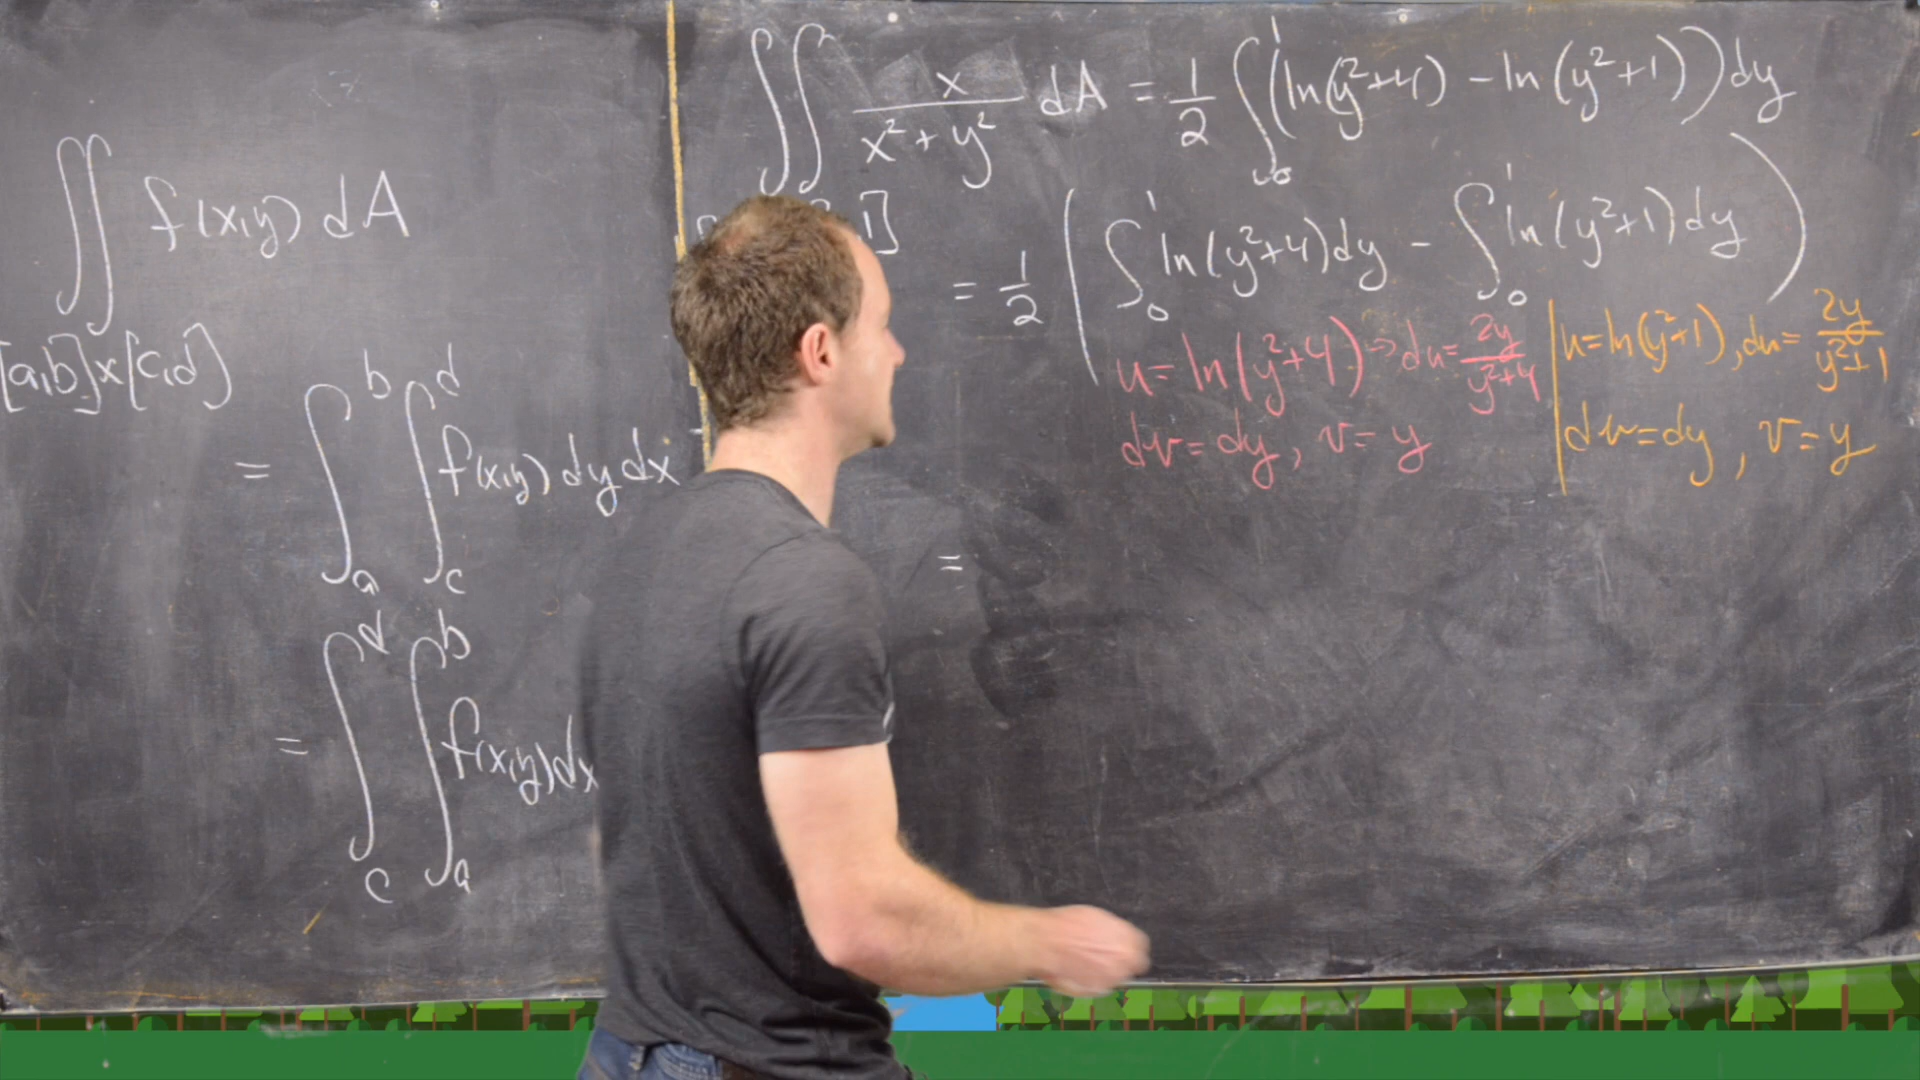 ∬ f(x,y) dA
[a,b]x[c,d]
= ∫_a^b ∫_c^d f(x,y) dy dx
= ∫_c^d ∫_a^b f(x,y) dx
∬ x/(x²+y²) dA = 1/2 ∫_0^1 (ln(y²+4) - ln(y²+1)) dy
1]
= 1/2 ( ∫_0^1 ln(y²+4) dy - ∫_0^1 ln(y²+1) dy )
u = ln(y²+4) → du = 2y/(y²+4)
dv = dy, v = y
u = ln(y²+1), du = 2y/(y²+1)
dv = dy, v = y
=